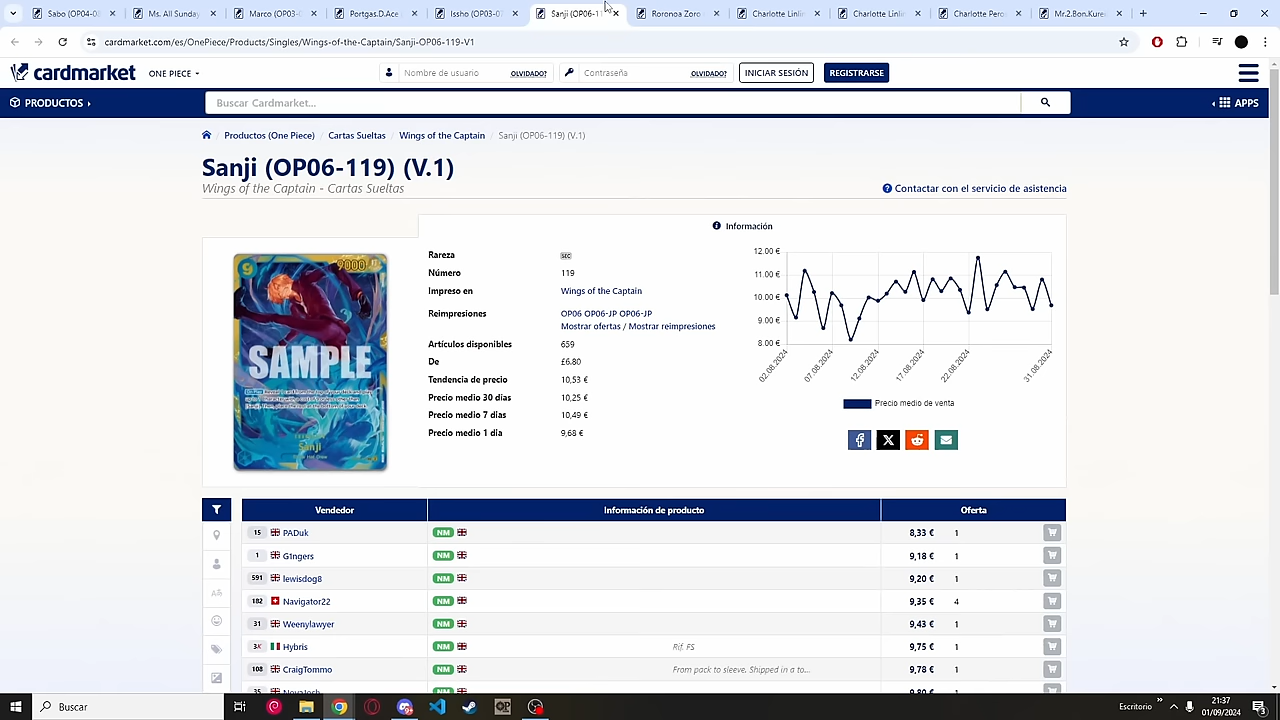 Sabo (OP04-0
Ms. All Sunday
Marco (OP03-0
Portgas.D.Ace
Issho (OP03-0
Sanji (OP06-1
Roronoa Zoro
Charlotte Linli
Charlotte Linli
Charlotte Pero
Mr.2.Bon.Kure
cardmarket.com/es/OnePiece/Products/Singles/Wings-of-the-Captain/Sanji-OP06-119-V1
cardmarket
ONE PIECE
Nombre de usuario
OLVIDADO?
Contraseña
OLVIDADO?
INICIAR SESIÓN
REGISTRARSE
PRODUCTOS
Buscar Cardmarket...
APPS
Productos (One Piece) / Cartas Sueltas / Wings of the Captain / Sanji (OP06-119) (V.1)
Sanji (OP06-119) (V.1)
Wings of the Captain - Cartas Sueltas
Contactar con el servicio de asistencia
Información
9
9000
SAMPLE
Sanji
Rareza SEC
Número 119
Impreso en Wings of the Captain
Reimpresiones OP06 OP06-JP OP06-JP
Mostrar ofertas / Mostrar reimpresiones
Artículos disponibles 659
De £6.80
Tendencia de precio 10,53 €
Precio medio 30 días 10,25 €
Precio medio 7 días 10,49 €
Precio medio 1 día 9,68 €
12.00 €
11.00 €
10.00 €
9.00 €
8.00 €
07.08.2024
12.08.2024
17.08.2024
22.08.2024
Precio medio de venta
Vendedor Información de producto Oferta
15 PADuk NM 8,33 € 1
1 G1ngers NM 9,18 € 1
591 lewisdog8 NM 9,20 € 1
182 Navigator22 NM 9,35 € 4
31 Weenylawyer NM 9,43 € 1
3K Hybris NM Rif. FS 9,75 € 1
108 CraigTommo NM From pack to sleeve. Shipped in a to... 9,78 € 1
35 NovaJosh NM 9,80 € 1
Buscar
Escritorio
21:37
01/09/2024